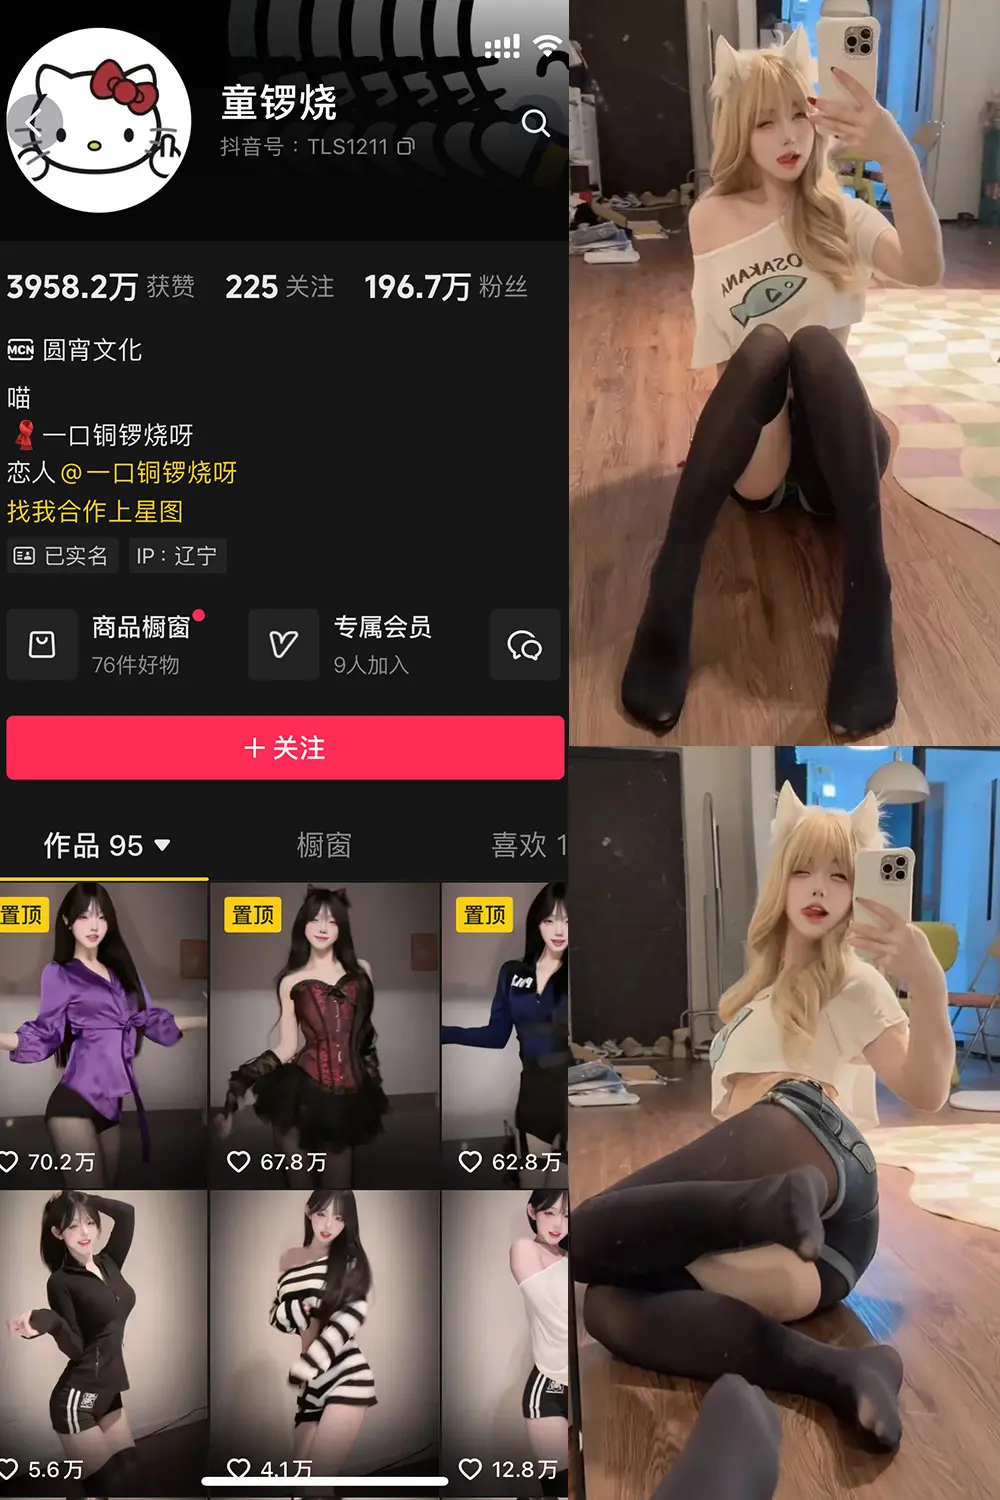 童锣烧
抖音号：TLS1211
3958.2万 获赞 225 关注 196.7万 粉丝
MCN 圆宵文化
喵
一口铜锣烧呀
恋人@一口铜锣烧呀
找我合作上星图
已实名 IP：辽宁
商品橱窗 专属会员
76件好物 9人加入
＋关注
作品 95 橱窗 喜欢 1
置顶 置顶 置顶
70.2万 67.8万 62.8万
5.6万 4.1万 12.8万
OSAKANA